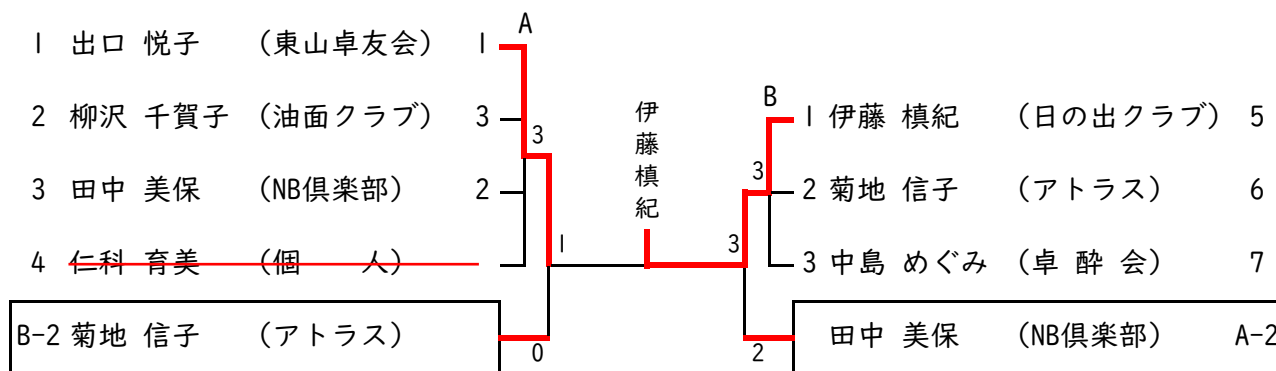 A
1 出口 悦子 (東山卓友会) 1
2 柳沢 千賀子 (油面クラブ) 3
3 田中 美保 (NB倶楽部) 2
4 仁科 育美 (個 人)
B-2 菊地 信子 (アトラス)
3
1
0
伊藤槙紀
B
1 伊藤 槙紀 (日の出クラブ) 5
2 菊地 信子 (アトラス) 6
3 中島 めぐみ (卓 酔 会) 7
田中 美保 (NB倶楽部) A-2
3
3
2